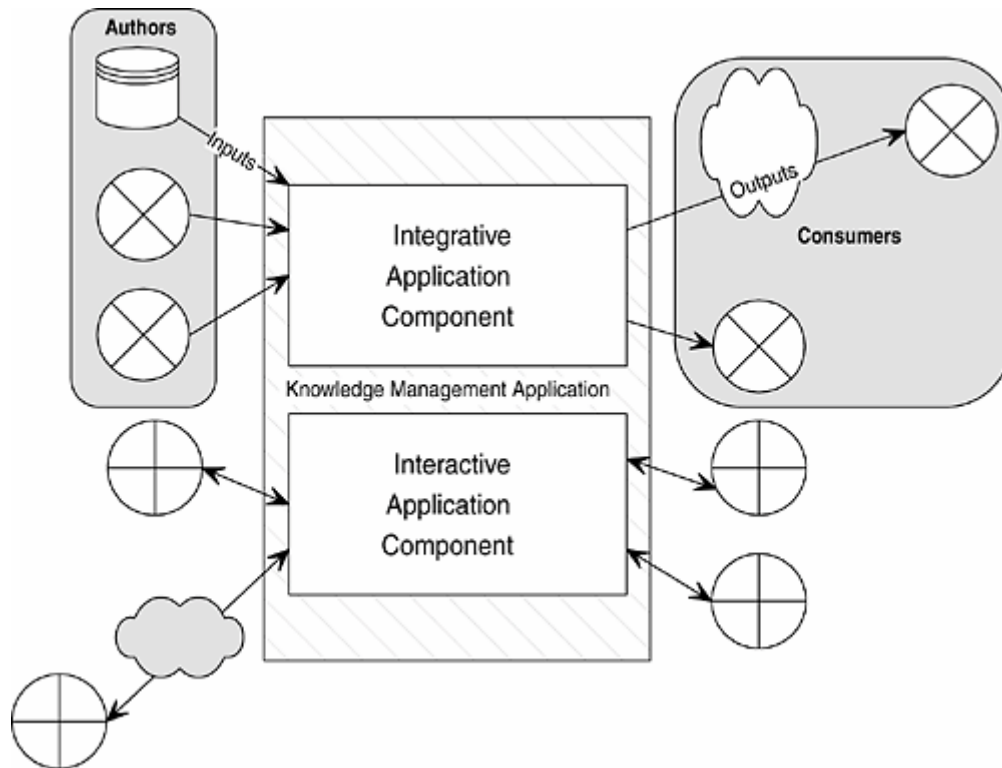 Authors
Inputs
Outputs
Consumers
Integrative
Application
Component
Knowledge Management Application
Interactive
Application
Component